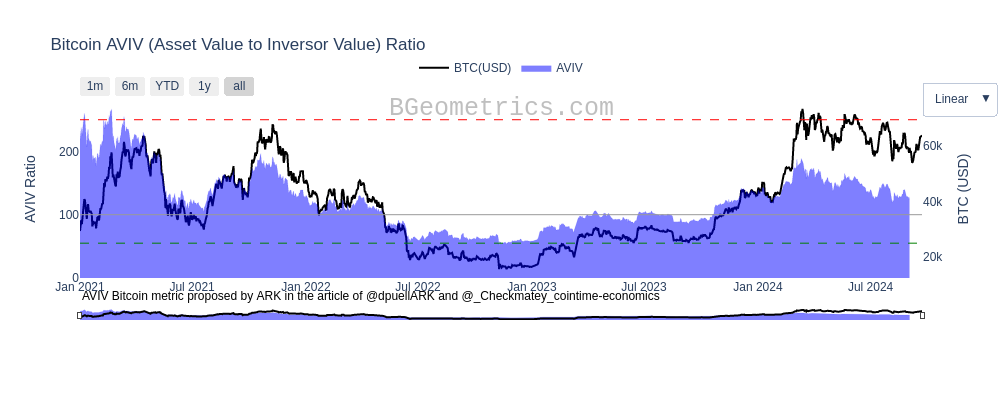 Bitcoin AVIV (Asset Value to Inversor Value) Ratio
BTC(USD) AVIV
1m 6m YTD 1y all
Linear ▼
BGeometrics.com
200
100
0
AVIV Ratio
60k
40k
20k
BTC (USD)
Jan 2021 Jul 2021 Jan 2022 Jul 2022 Jan 2023 Jul 2023 Jan 2024 Jul 2024
AVIV Bitcoin metric proposed by ARK in the article of @dpuellARK and @_Checkmatey_cointime-economics